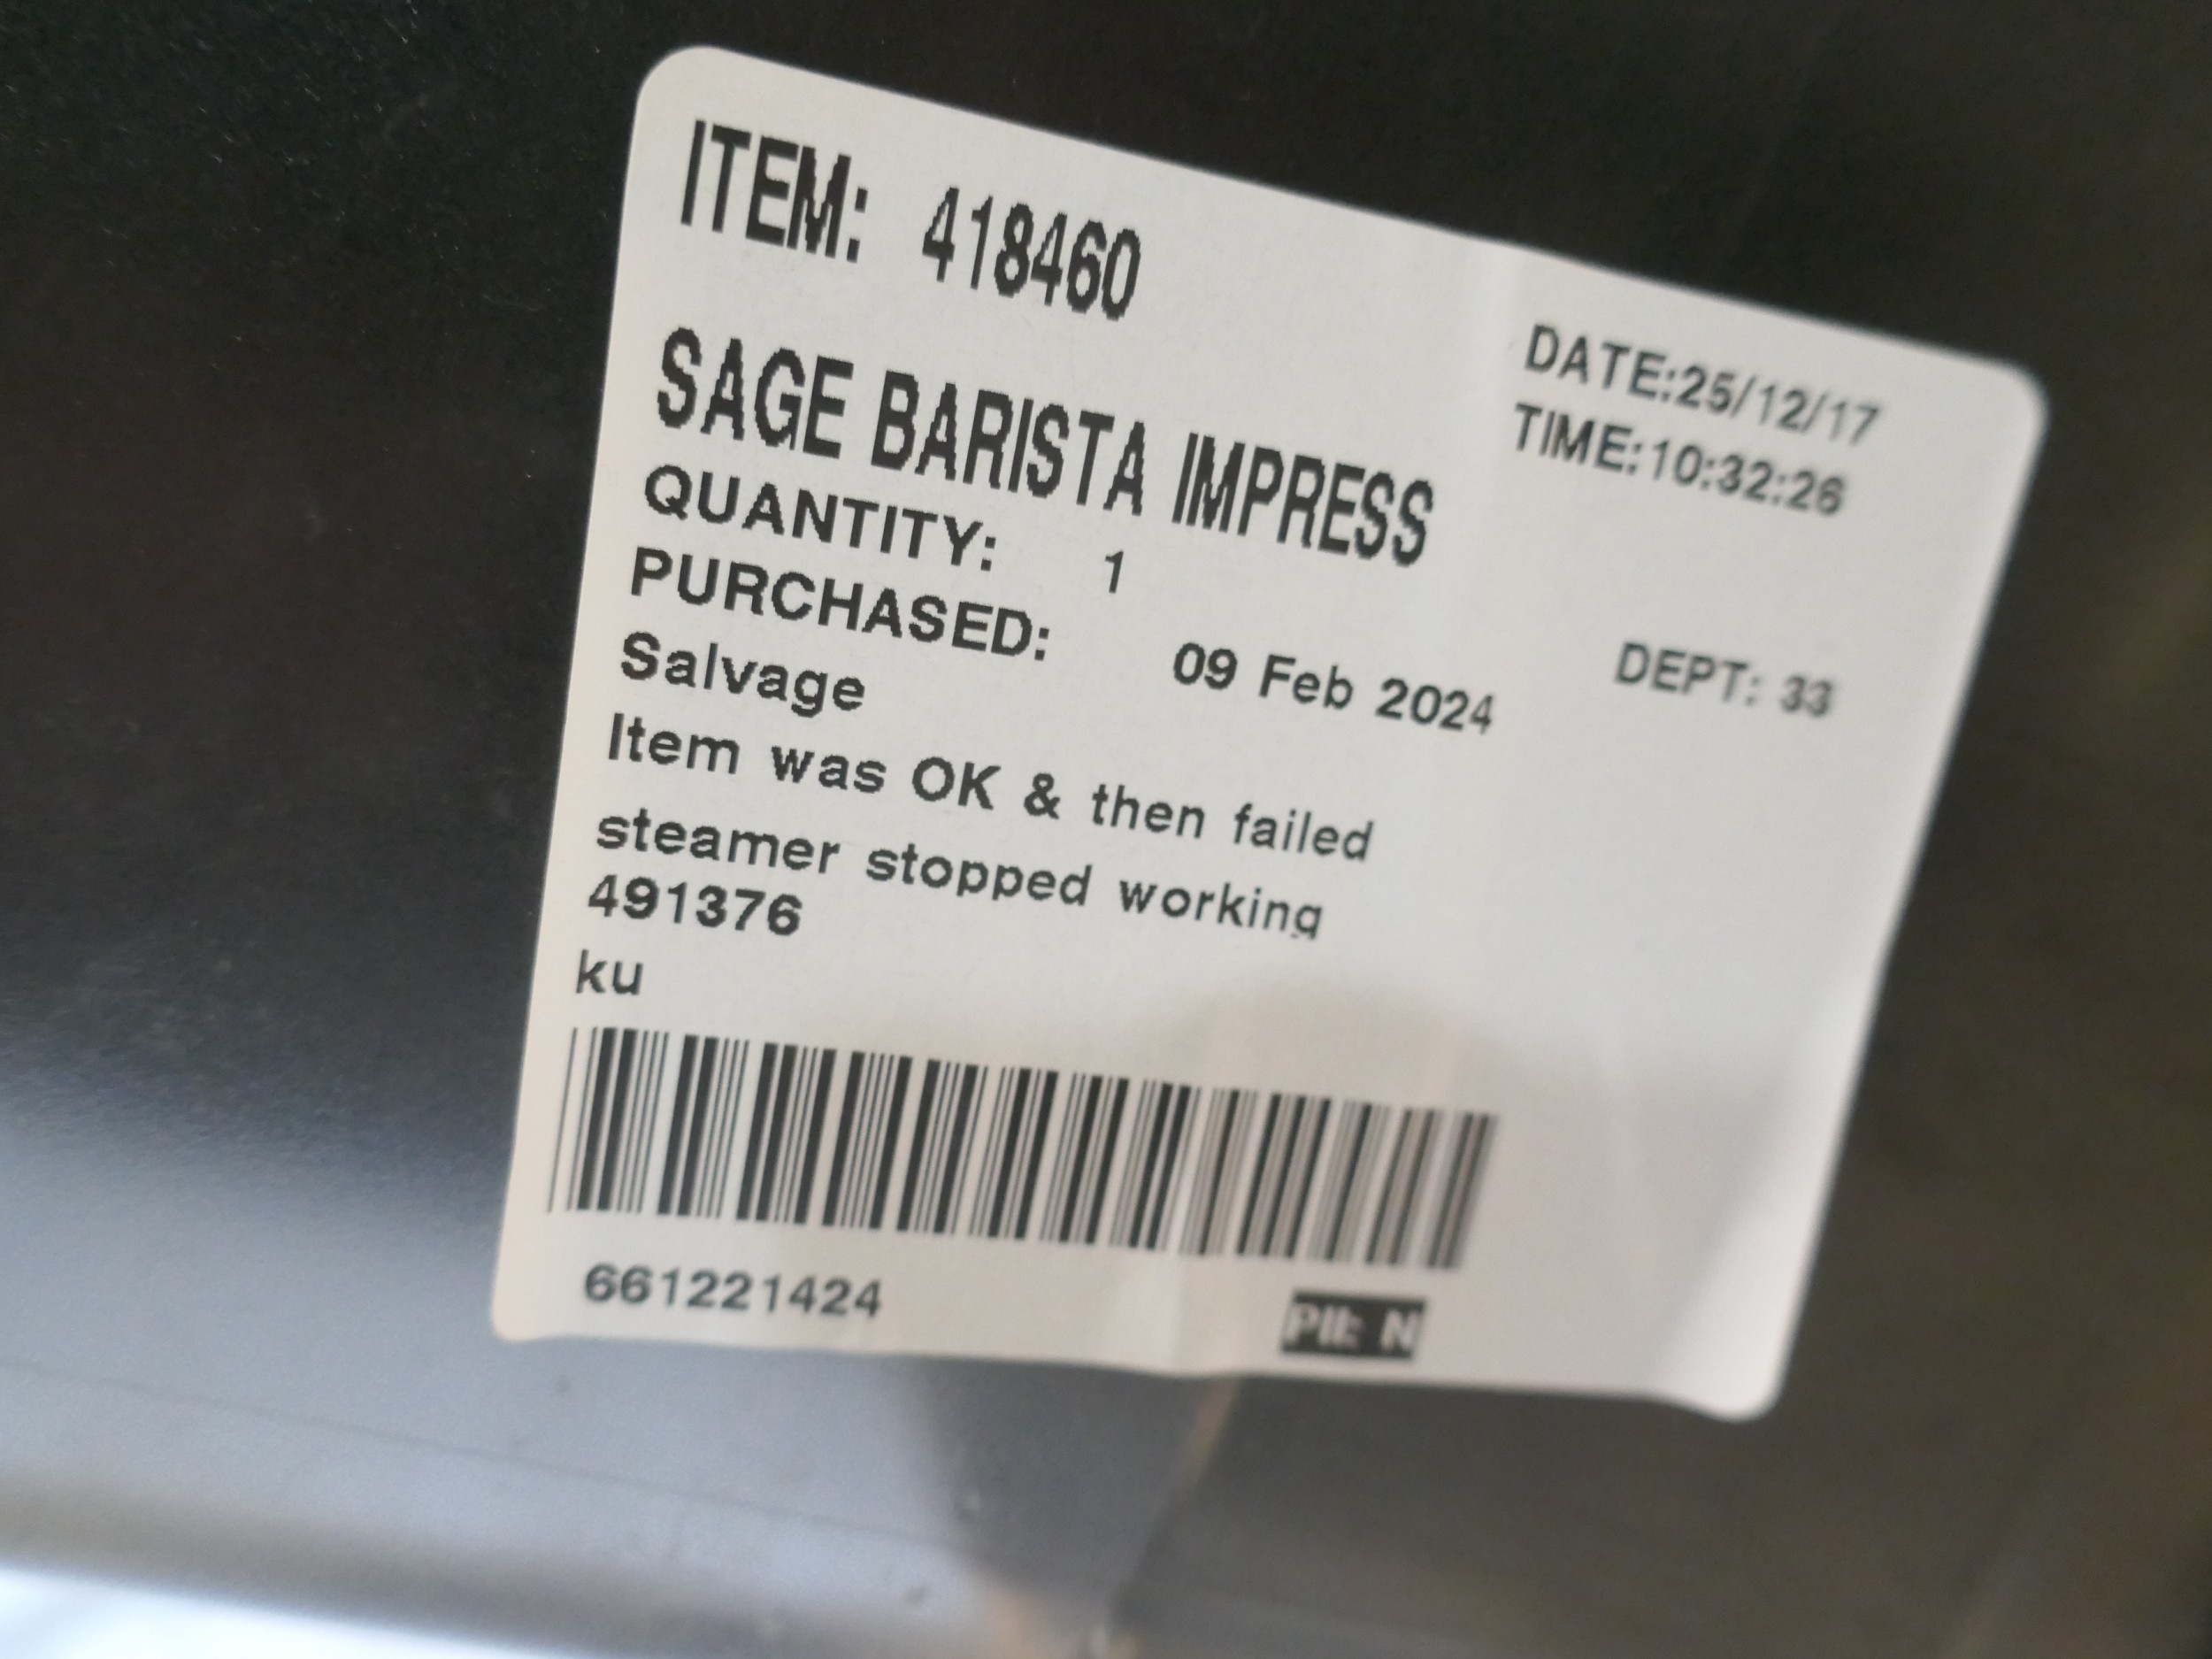 ITEM: 418460
DATE:25/12/17
TIME:10:32:26
SAGE BARISTA IMPRESS
QUANTITY: 1
PURCHASED: 09 Feb 2024
DEPT: 33
Salvage
Item was OK & then failed
steamer stopped working
491376
ku
661221424
PII: N